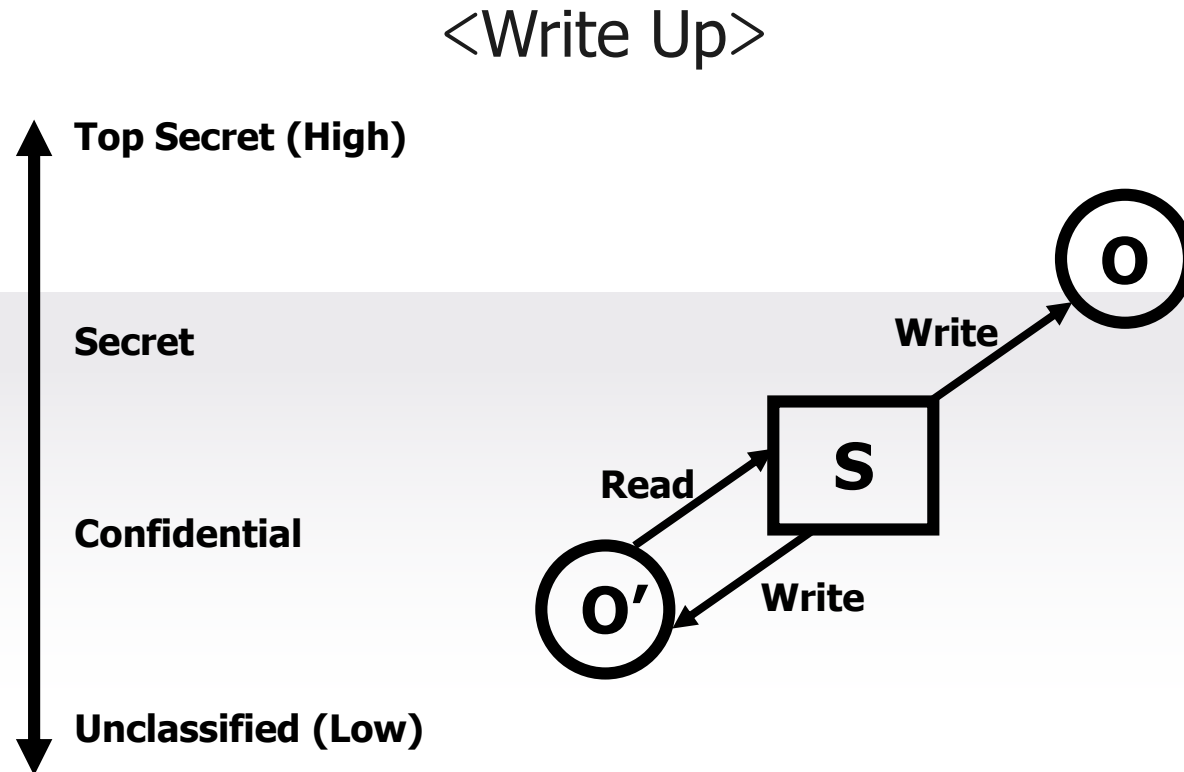 <Write Up>
Top Secret (High)
O
Secret
Write
S
Read
Confidential
O′
Write
Unclassified (Low)